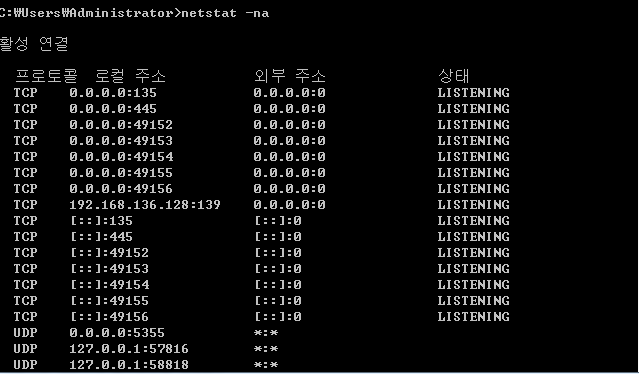 C:₩Users₩Administrator>netstat -na
활성 연결
프로토콜 로컬 주소 외부 주소 상태
TCP 0.0.0.0:135 0.0.0.0:0 LISTENING
TCP 0.0.0.0:445 0.0.0.0:0 LISTENING
TCP 0.0.0.0:49152 0.0.0.0:0 LISTENING
TCP 0.0.0.0:49153 0.0.0.0:0 LISTENING
TCP 0.0.0.0:49154 0.0.0.0:0 LISTENING
TCP 0.0.0.0:49155 0.0.0.0:0 LISTENING
TCP 0.0.0.0:49156 0.0.0.0:0 LISTENING
TCP 192.168.136.128:139 0.0.0.0:0 LISTENING
TCP [::]:135 [::]:0 LISTENING
TCP [::]:445 [::]:0 LISTENING
TCP [::]:49152 [::]:0 LISTENING
TCP [::]:49153 [::]:0 LISTENING
TCP [::]:49154 [::]:0 LISTENING
TCP [::]:49155 [::]:0 LISTENING
TCP [::]:49156 [::]:0 LISTENING
UDP 0.0.0.0:5355 *:*
UDP 127.0.0.1:57816 *:*
UDP 127.0.0.1:58818 *:*